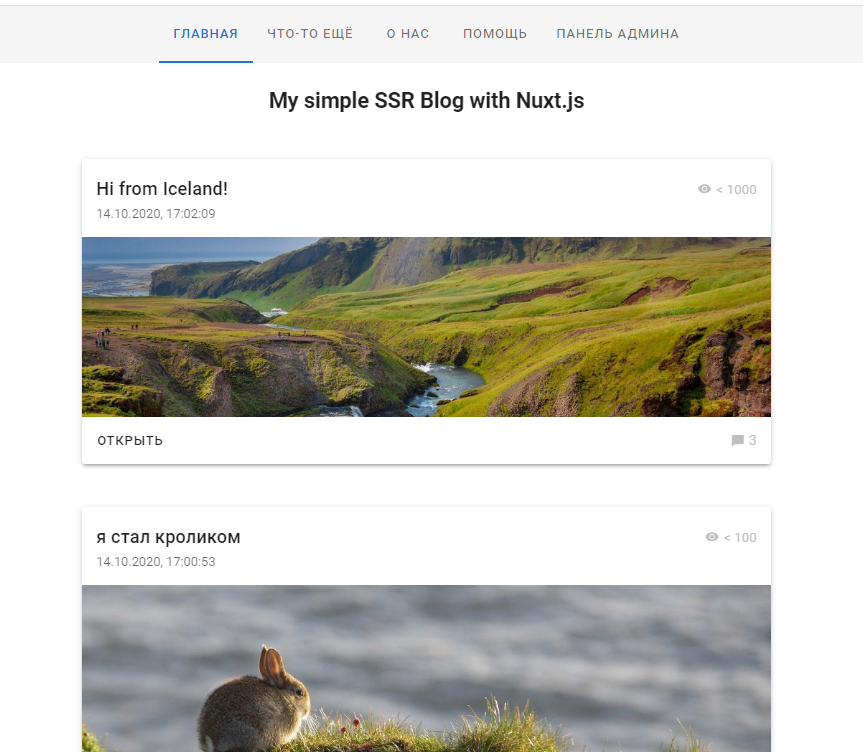 ГЛАВНАЯ ЧТО-ТО ЕЩЁ О НАС ПОМОЩЬ ПАНЕЛЬ АДМИНА
My simple SSR Blog with Nuxt.js
Hi from Iceland! < 1000
14.10.2020, 17:02:09
ОТКРЫТЬ 3
я стал кроликом < 100
14.10.2020, 17:00:53